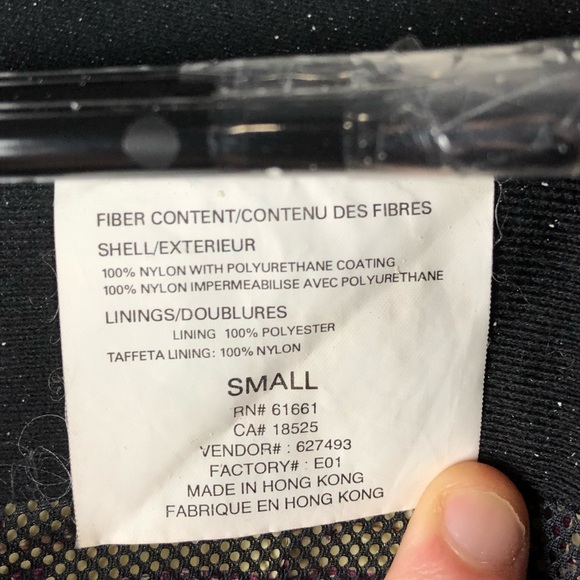 FIBER CONTENT/CONTENU DES FIBRES
SHELL/EXTERIEUR
100% NYLON WITH POLYURETHANE COATING
100% NYLON IMPERMEABILISE AVEC POLYURETHANE
LININGS/DOUBLURES
LINING 100% POLYESTER
TAFFETA LINING: 100% NYLON
SMALL
RN# 61661
CA# 18525
VENDOR# : 627493
FACTORY# : E01
MADE IN HONG KONG
FABRIQUE EN HONG KONG